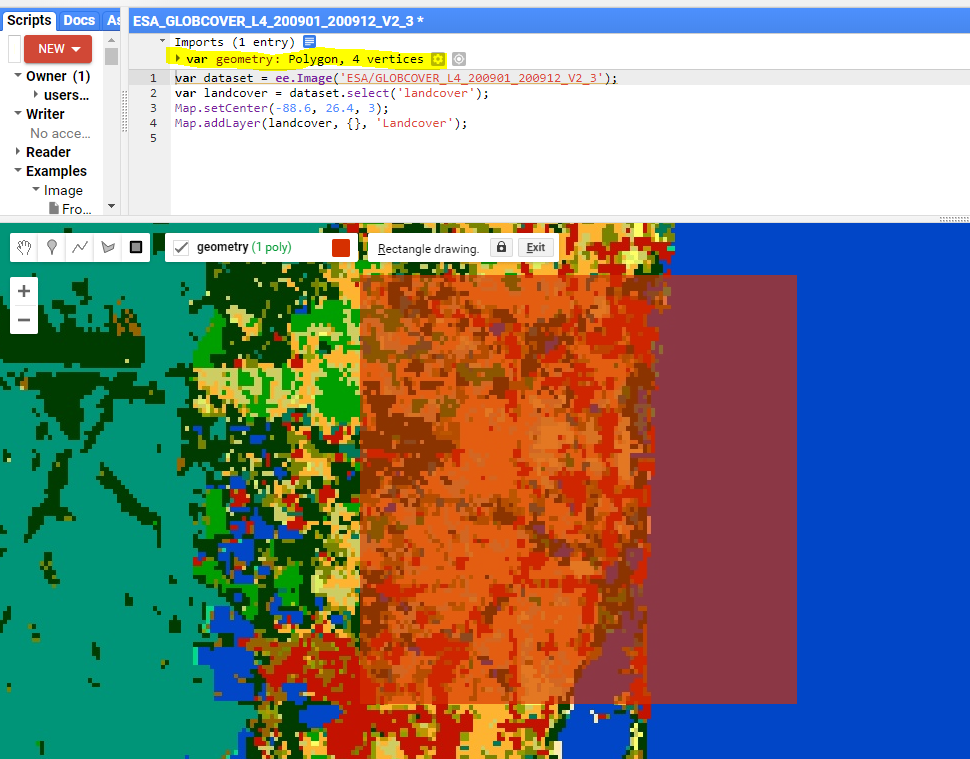 Scripts Docs As
ESA_GLOBCOVER_L4_200901_200912_V2_3 *
NEW
Owner (1)
users...
Writer
No acce...
Reader
Examples
Image
Fro...
Imports (1 entry)
var geometry: Polygon, 4 vertices
1 var dataset = ee.Image('ESA/GLOBCOVER_L4_200901_200912_V2_3');
2 var landcover = dataset.select('landcover');
3 Map.setCenter(-88.6, 26.4, 3);
4 Map.addLayer(landcover, {}, 'Landcover');
5
geometry (1 poly)
Rectangle drawing. Exit
+
−